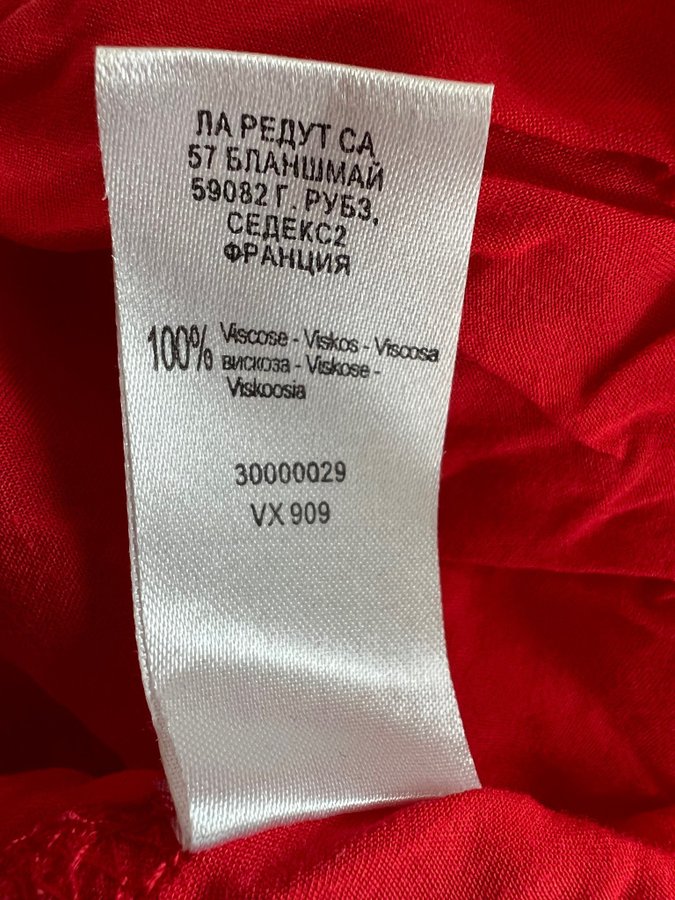 ЛА РЕДУТ СА
57 БЛАНШМАЙ
59082 Г. РУБЗ,
СЕДЕКС2
ФРАНЦИЯ
100% Viscose - Viskos - Viscosa
вискоза - Viskose -
Viskoosia
30000029
VX 909